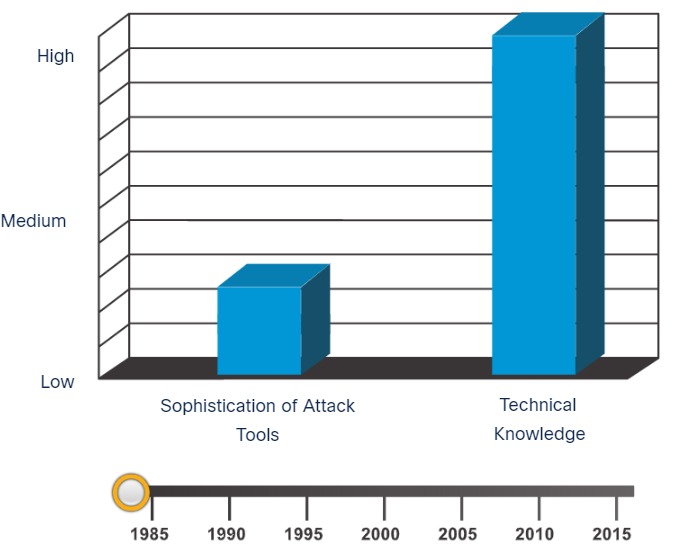 High
Medium
Low
Sophistication of Attack
Tools
Technical
Knowledge
1985 1990 1995 2000 2005 2010 2015